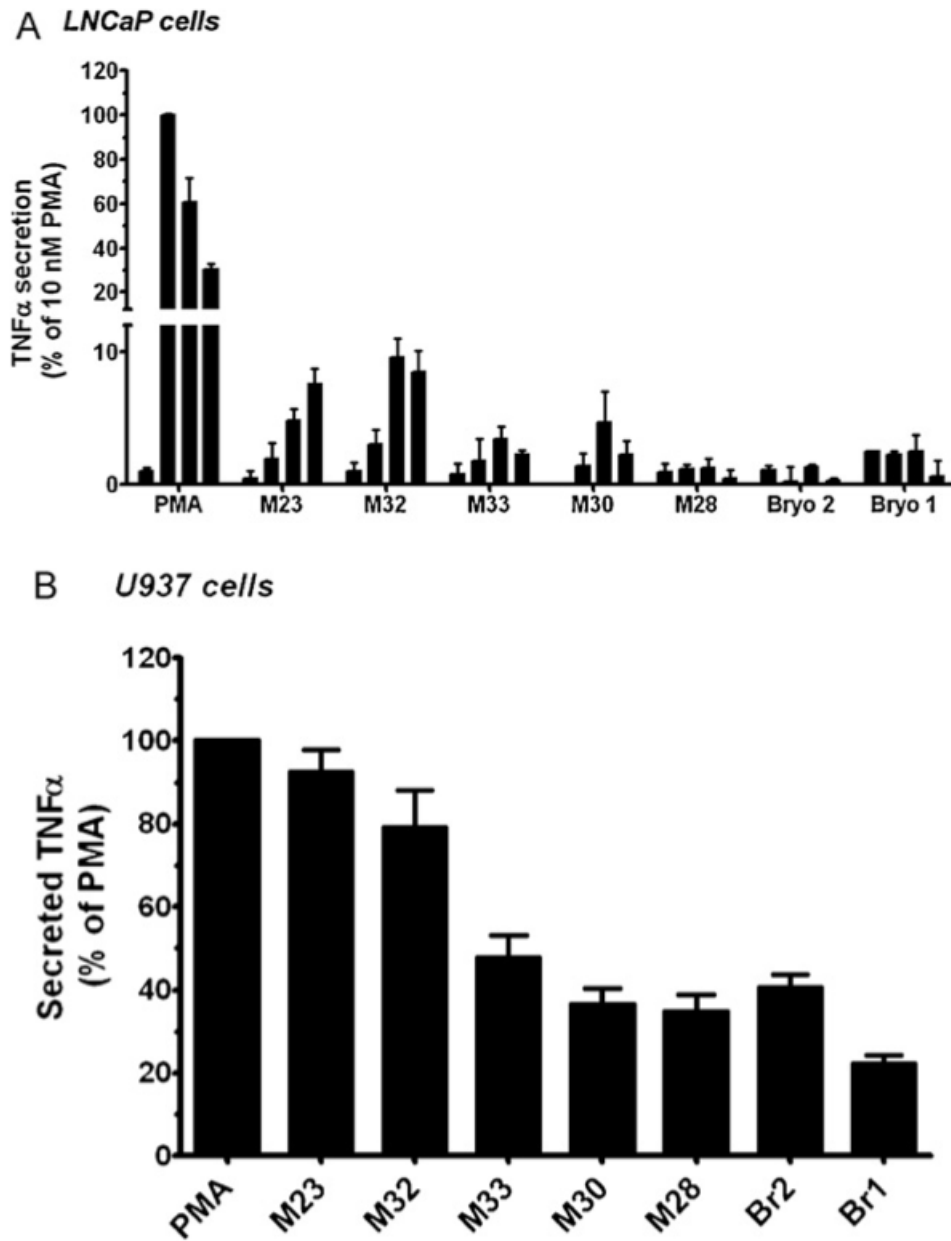 A LNCaP cells
TNFα secretion
(% of 10 nM PMA)
120
100
80
60
40
20
10
0
PMA M23 M32 M33 M30 M28 Bryo 2 Bryo 1
B U937 cells
Secreted TNFα
(% of PMA)
120
100
80
60
40
20
0
PMA M23 M32 M33 M30 M28 Br2 Br1